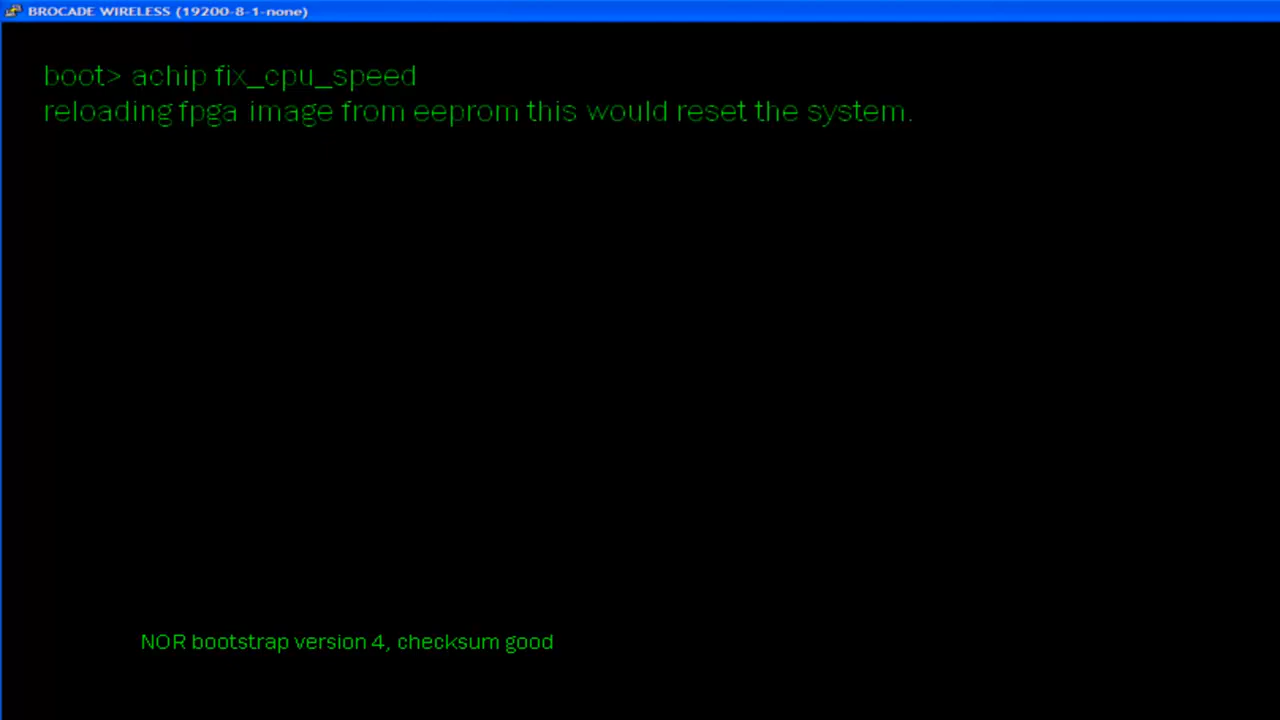 BROCADE WIRELESS (19200-8-1-none)
boot> achip fix_cpu_speed
reloading fpga image from eeprom this would reset the system.
NOR bootstrap version 4, checksum good